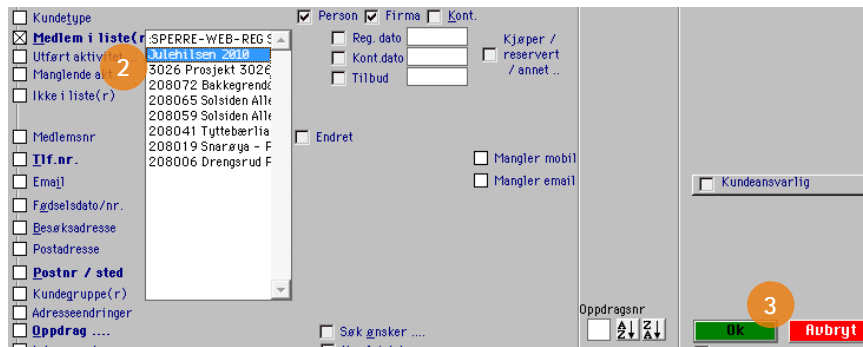 Kundetype
Person Firma Kont.
Medlem i liste(r
:SPERRE-WEB-REG S
Julehilsen 2010
3026 Prosjekt 3026
208072 Bakkegrenda
208065 Solsiden Alle
208059 Solsiden Alle
208041 Tyttebærlia
208019 Snarøya - F
208006 Drengsrud F
Reg. dato
Kont.dato
Tilbud
Kjøper /
reservert
/ annet ..
Utført aktivitet ..
2
Manglende akt
Ikke i liste(r)
Medlemsnr
Endret
Tlf.nr.
Mangler mobil
Email
Mangler email
Kundeansvarlig
Fødselsdato/nr.
Besøksadresse
Postadresse
Postnr / sted
Kundegruppe(r)
Adresseendringer
Oppdragsnr
3
Oppdrag ....
Søk ønsker ....
A Z
Z A
Ok
Avbryt